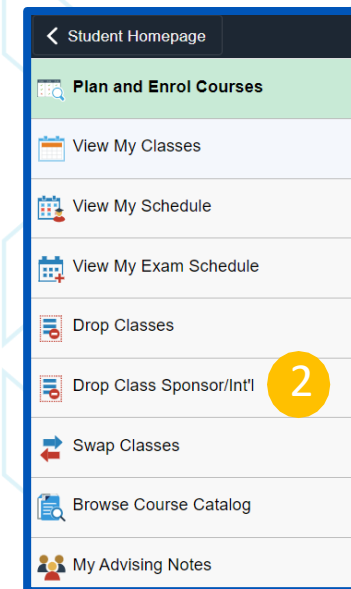 Student Homepage
Plan and Enrol Courses
View My Classes
View My Schedule
View My Exam Schedule
Drop Classes
Drop Class Sponsor/Int'l
2
Swap Classes
Browse Course Catalog
My Advising Notes